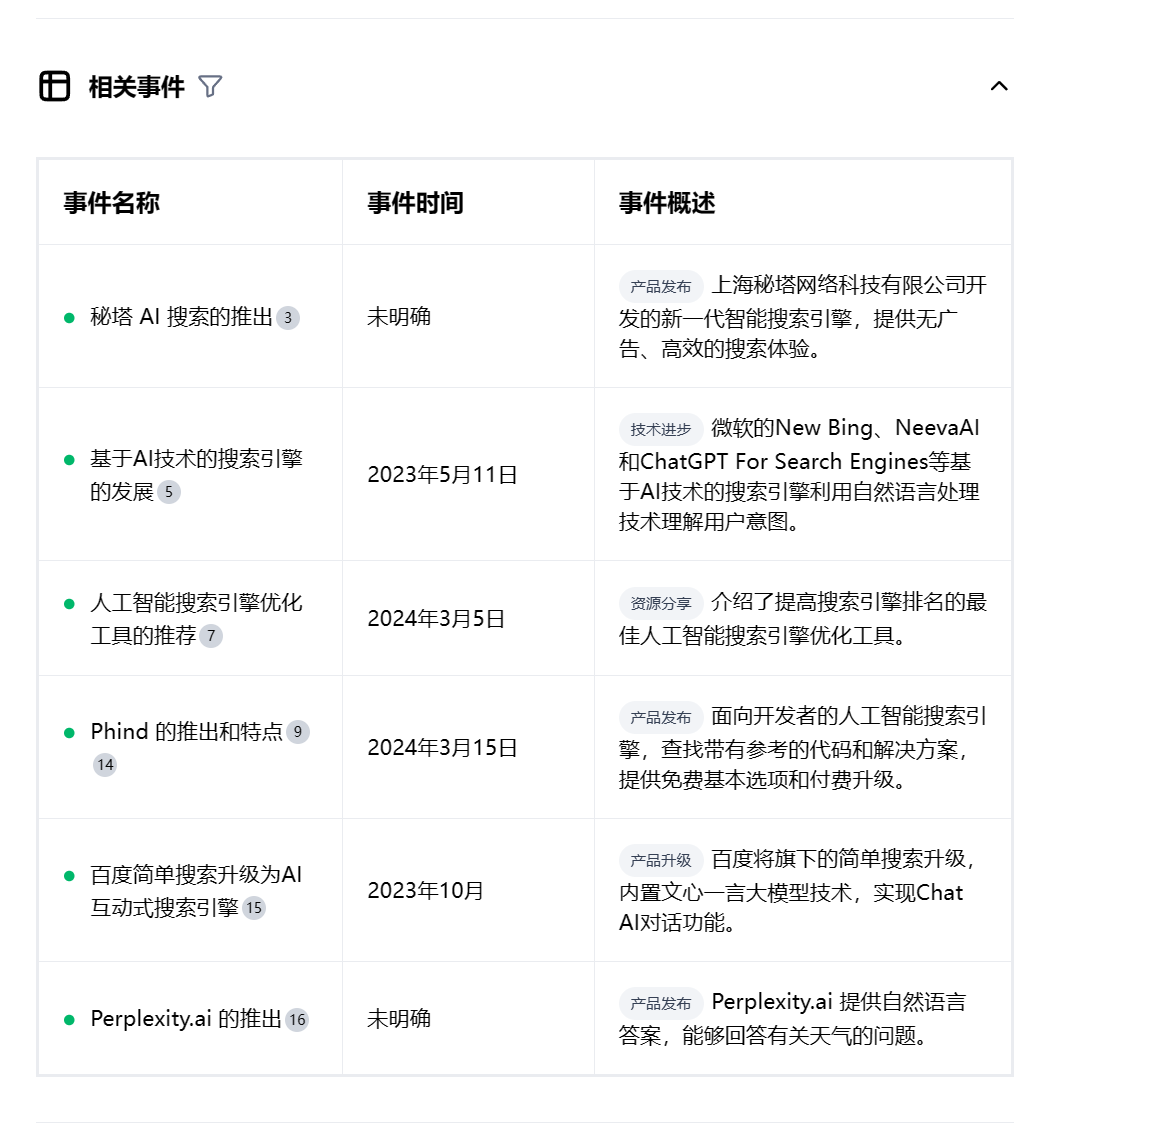 相关事件
事件名称 事件时间 事件概述
秘塔 AI 搜索的推出 3
未明确
产品发布 上海秘塔网络科技有限公司开
发的新一代智能搜索引擎，提供无广
告、高效的搜索体验。
基于AI技术的搜索引擎
的发展 5
2023年5月11日
技术进步 微软的New Bing、NeevaAI
和ChatGPT For Search Engines等基
于AI技术的搜索引擎利用自然语言处理
技术理解用户意图。
人工智能搜索引擎优化
工具的推荐 7
2024年3月5日
资源分享 介绍了提高搜索引擎排名的最
佳人工智能搜索引擎优化工具。
Phind 的推出和特点 9
14
2024年3月15日
产品发布 面向开发者的人工智能搜索引
擎，查找带有参考的代码和解决方案，
提供免费基本选项和付费升级。
百度简单搜索升级为AI
互动式搜索引擎 15
2023年10月
产品升级 百度将旗下的简单搜索升级，
内置文心一言大模型技术，实现Chat
AI对话功能。
Perplexity.ai 的推出 16
未明确
产品发布 Perplexity.ai 提供自然语言
答案，能够回答有关天气的问题。